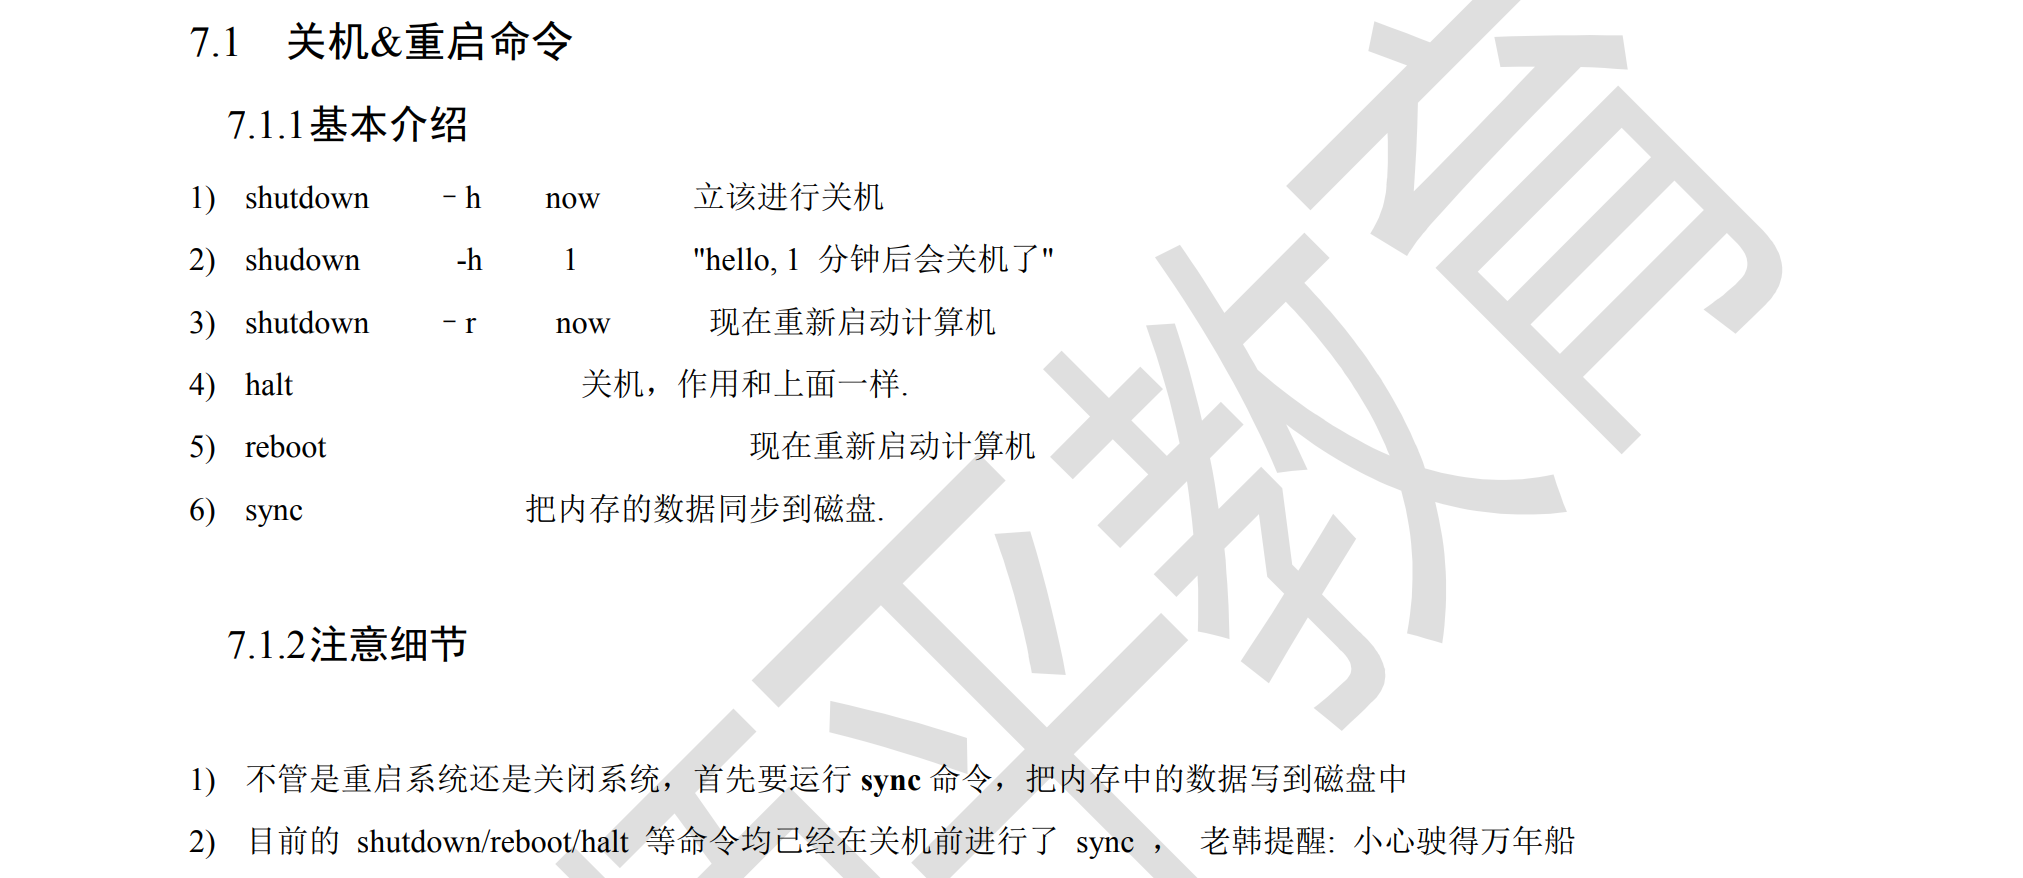 7.1 关机&重启命令
7.1.1基本介绍
1) shutdown －h now 立该进行关机
2) shudown -h 1 "hello, 1 分钟后会关机了"
3) shutdown －r now 现在重新启动计算机
4) halt 关机，作用和上面一样.
5) reboot 现在重新启动计算机
6) sync 把内存的数据同步到磁盘.
7.1.2注意细节
1) 不管是重启系统还是关闭系统，首先要运行 sync 命令，把内存中的数据写到磁盘中
2) 目前的 shutdown/reboot/halt 等命令均已经在关机前进行了 sync ， 老韩提醒: 小心驶得万年船
平教育